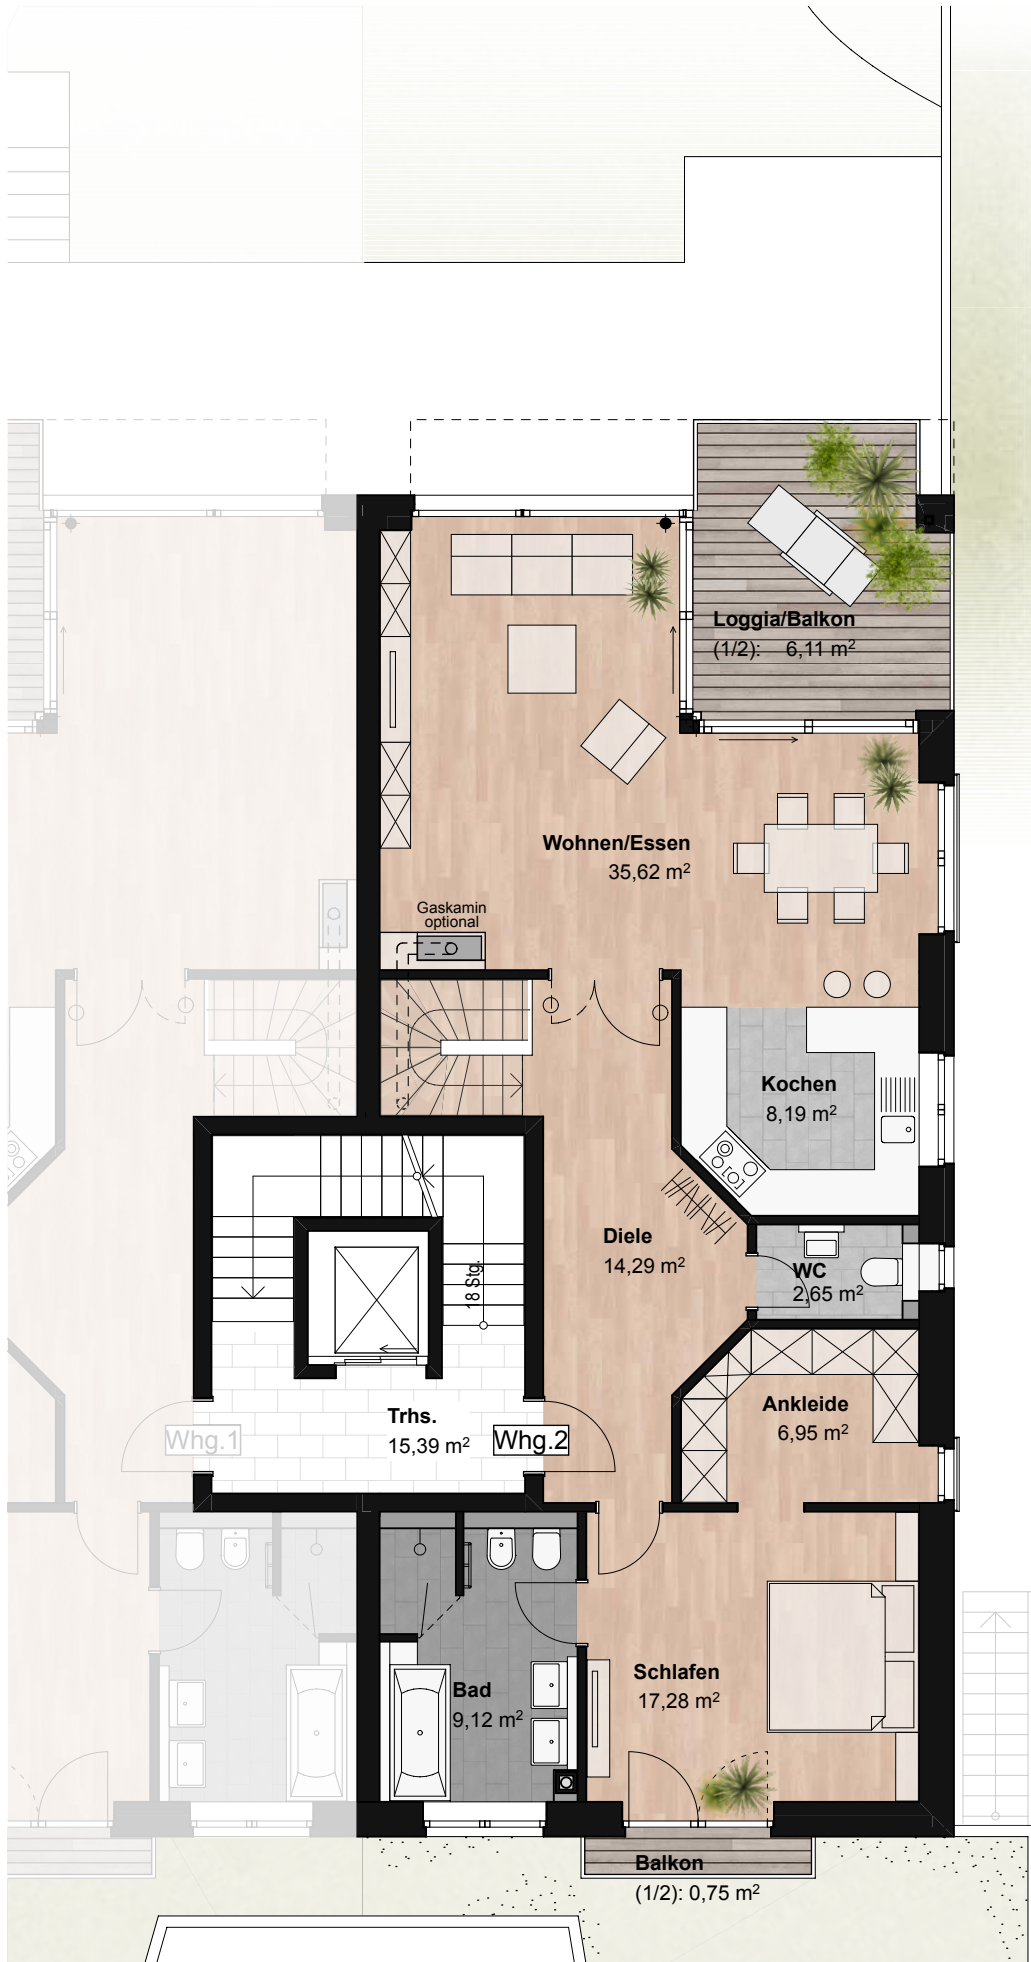 Loggia/Balkon
(1/2): 6,11 m²
Wohnen/Essen
35,62 m²
Gaskamin
optional
Kochen
8,19 m²
Diele
14,29 m²
WC
2,65 m²
18 Stg.
Ankleide
6,95 m²
Trhs.
15,39 m²
Whg.1
Whg.2
Schlafen
17,28 m²
Bad
9,12 m²
Balkon
(1/2): 0,75 m²